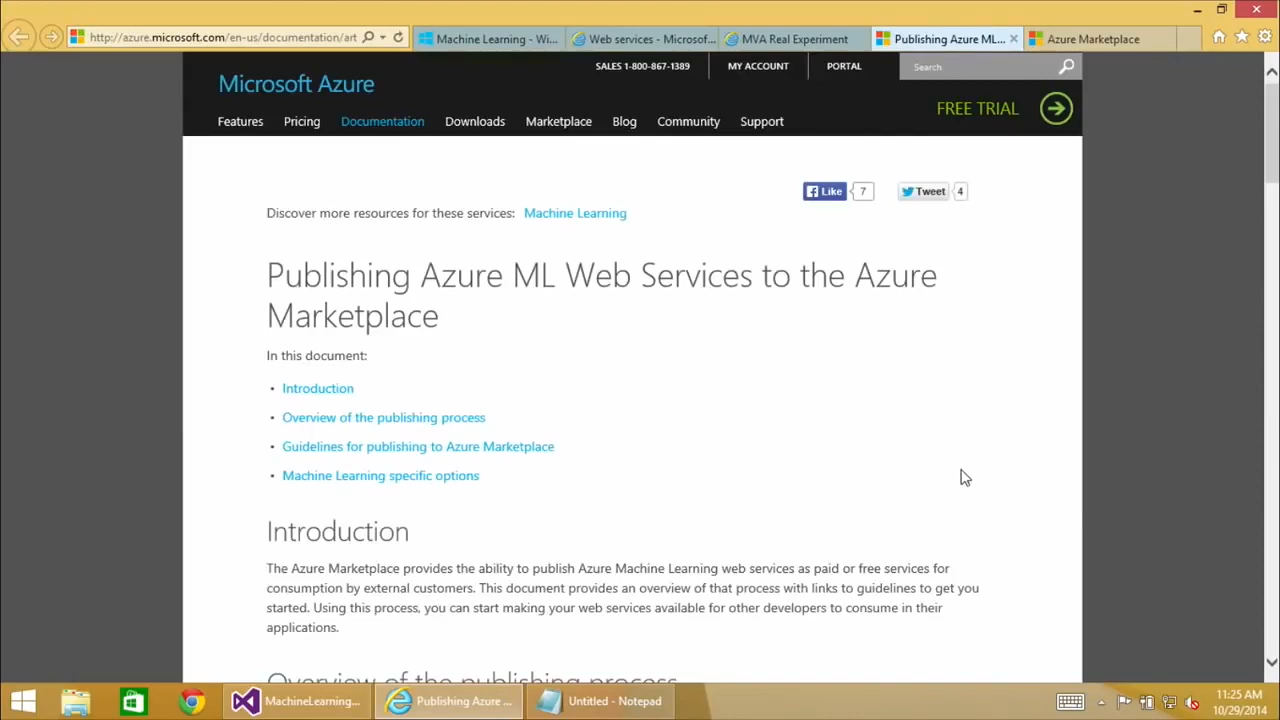 http://azure.microsoft.com/en-us/documentation/art
Machine Learning - Wi...
Web services - Microsof...
MVA Real Experiment
Publishing Azure ML...
Azure Marketplace
Microsoft Azure
SALES 1-800-867-1389
MY ACCOUNT
PORTAL
Search
FREE TRIAL
Features
Pricing
Documentation
Downloads
Marketplace
Blog
Community
Support
Like
7
Tweet
4
Discover more resources for these services: Machine Learning
Publishing Azure ML Web Services to the Azure
Marketplace
In this document:
Introduction
Overview of the publishing process
Guidelines for publishing to Azure Marketplace
Machine Learning specific options
Introduction
The Azure Marketplace provides the ability to publish Azure Machine Learning web services as paid or free services for
consumption by external customers. This document provides an overview of that process with links to guidelines to get you
started. Using this process, you can start making your web services available for other developers to consume in their
applications.
Overview of the publishing process
MachineLearning...
Publishing Azure ...
Untitled - Notepad
11:25 AM
10/29/2014